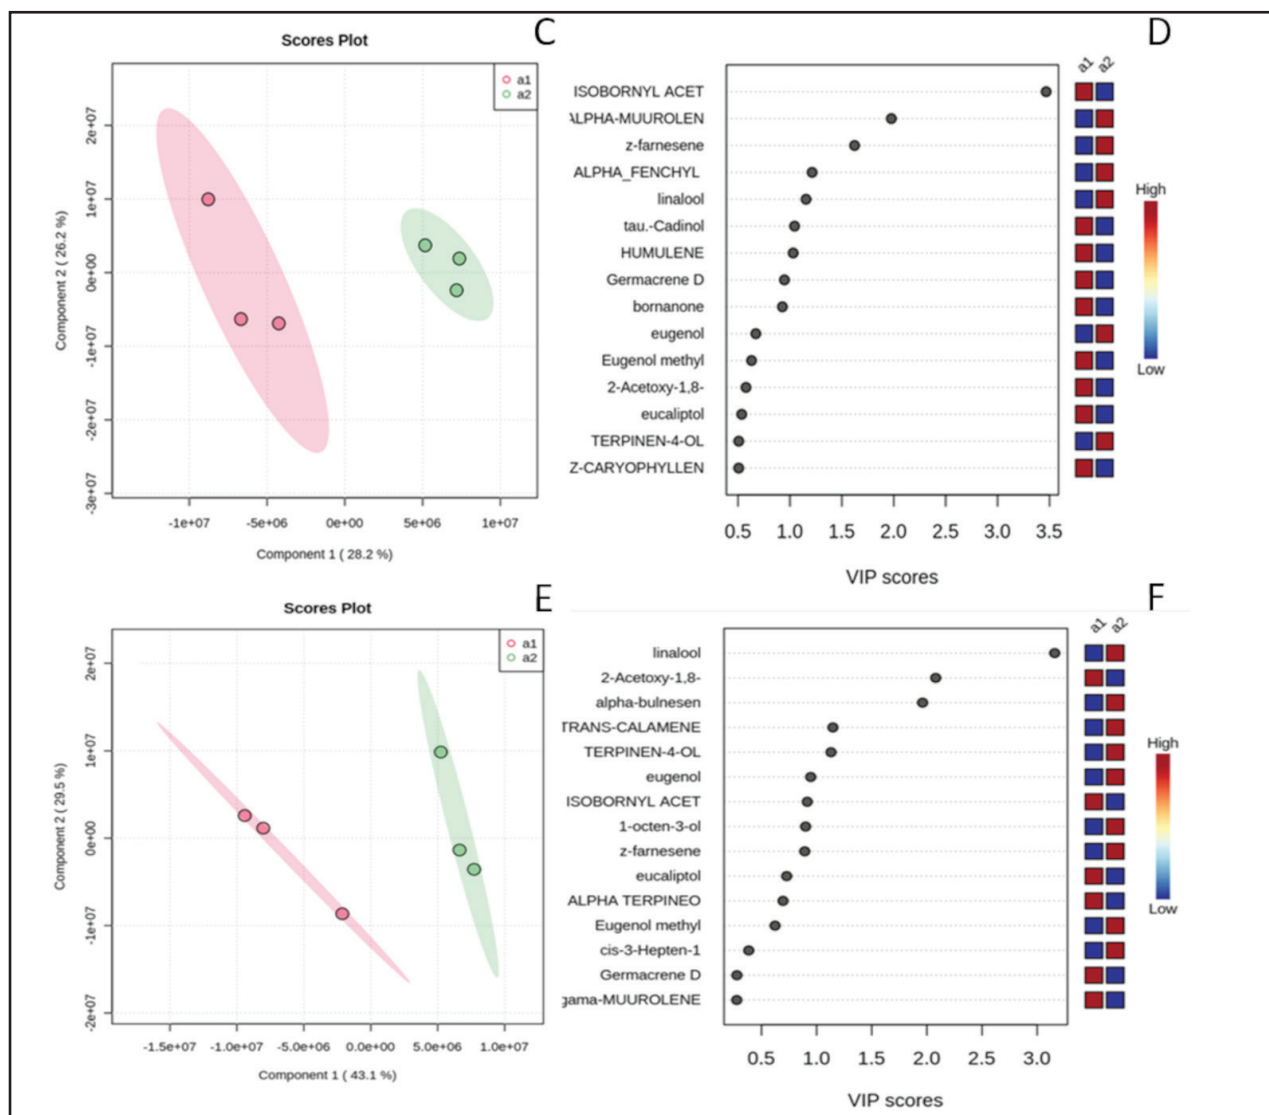 Scores Plot
C
a1
a2
2e+07
1e+07
0e+00
-1e+07
-2e+07
-3e+07
Component 2 ( 26.2 %)
-1e+07 -5e+06 0e+00 5e+06 1e+07
Component 1 ( 28.2 %)
D
a1 a2
ISOBORNYL ACET
ALPHA-MUUROLEN
z-farnesene
ALPHA_FENCHYL
linalool
tau.-Cadinol
HUMULENE
Germacrene D
bornanone
eugenol
Eugenol methyl
2-Acetoxy-1,8-
eucaliptol
TERPINEN-4-OL
Z-CARYOPHYLLEN
High
Low
0.5 1.0 1.5 2.0 2.5 3.0 3.5
VIP scores
Scores Plot
E
a1
a2
2e+07
1e+07
0e+00
-1e+07
-2e+07
Component 2 ( 29.5 %)
-1.5e+07 -1.0e+07 -5.0e+06 0.0e+00 5.0e+06 1.0e+07
Component 1 ( 43.1 %)
F
a1 a2
linalool
2-Acetoxy-1,8-
alpha-bulnesen
TRANS-CALAMENE
TERPINEN-4-OL
eugenol
ISOBORNYL ACET
1-octen-3-ol
z-farnesene
eucaliptol
ALPHA TERPINEO
Eugenol methyl
cis-3-Hepten-1
Germacrene D
gama-MUUROLENE
High
Low
0.5 1.0 1.5 2.0 2.5 3.0
VIP scores